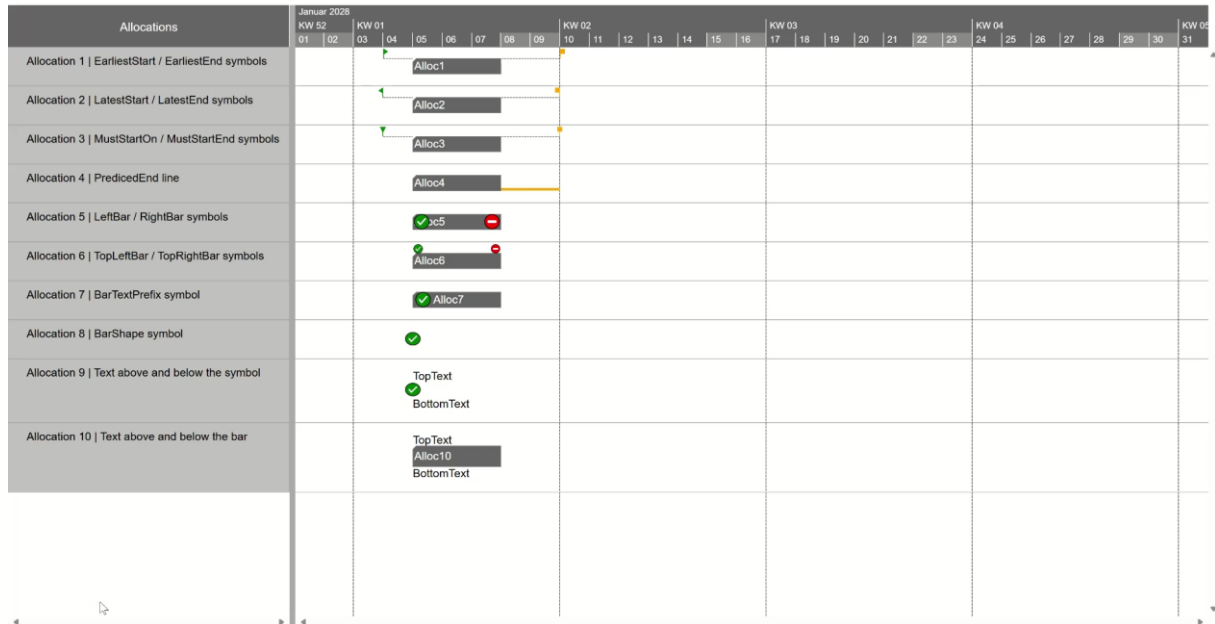 Allocations
Januar 2028
KW 52 KW 01 KW 02 KW 03 KW 04 KW 05
01 02 03 04 05 06 07 08 09 10 11 12 13 14 15 16 17 18 19 20 21 22 23 24 25 26 27 28 29 30 31
Allocation 1 | EarliestStart / EarliestEnd symbols
Alloc1
Allocation 2 | LatestStart / LatestEnd symbols
Alloc2
Allocation 3 | MustStartOn / MustStartEnd symbols
Alloc3
Allocation 4 | PredicedEnd line
Alloc4
Allocation 5 | LeftBar / RightBar symbols
oc5
Allocation 6 | TopLeftBar / TopRightBar symbols
Alloc6
Allocation 7 | BarTextPrefix symbol
Alloc7
Allocation 8 | BarShape symbol
Allocation 9 | Text above and below the symbol
TopText
BottomText
Allocation 10 | Text above and below the bar
TopText
Alloc10
BottomText